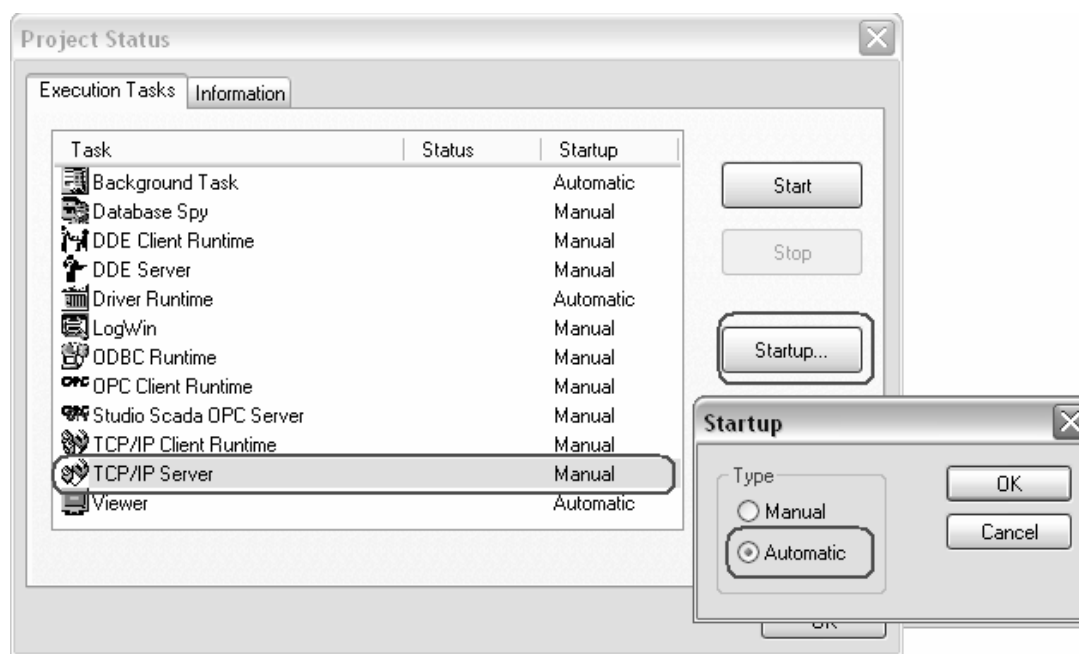 Project Status
Execution Tasks Information
Task Status Startup
Background Task Automatic
Database Spy Manual
DDE Client Runtime Manual
DDE Server Manual
Driver Runtime Automatic
LogWin Manual
ODBC Runtime Manual
OPC OPC Client Runtime Manual
Studio Scada OPC Server Manual
TCP/IP Client Runtime Manual
TCP/IP Server Manual
Viewer Automatic
Start
Stop
Startup...
Startup
Type
Manual
Automatic
OK
Cancel
OK